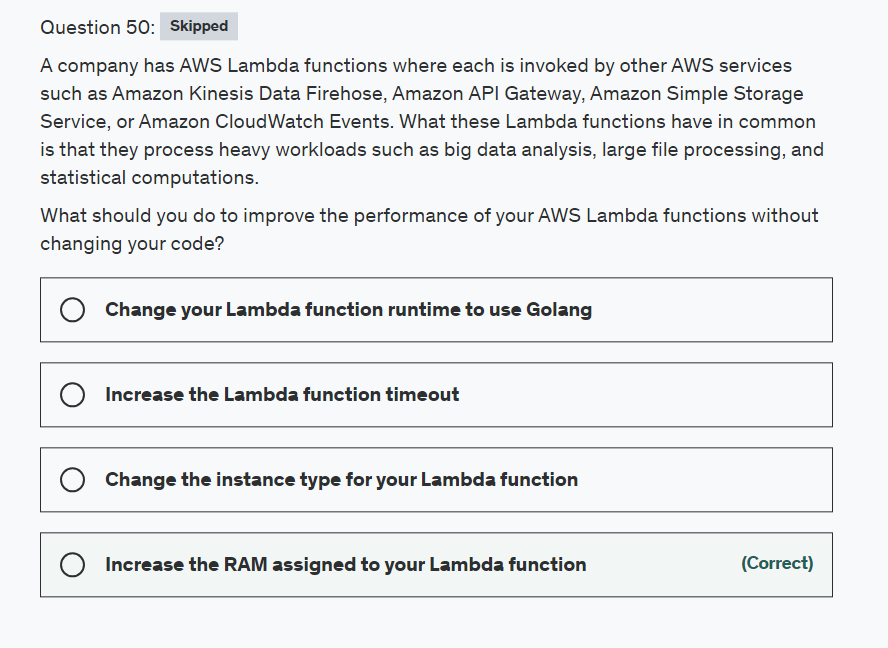 Question 50: Skipped
A company has AWS Lambda functions where each is invoked by other AWS services
such as Amazon Kinesis Data Firehose, Amazon API Gateway, Amazon Simple Storage
Service, or Amazon CloudWatch Events. What these Lambda functions have in common
is that they process heavy workloads such as big data analysis, large file processing, and
statistical computations.
What should you do to improve the performance of your AWS Lambda functions without
changing your code?
Change your Lambda function runtime to use Golang
Increase the Lambda function timeout
Change the instance type for your Lambda function
Increase the RAM assigned to your Lambda function (Correct)